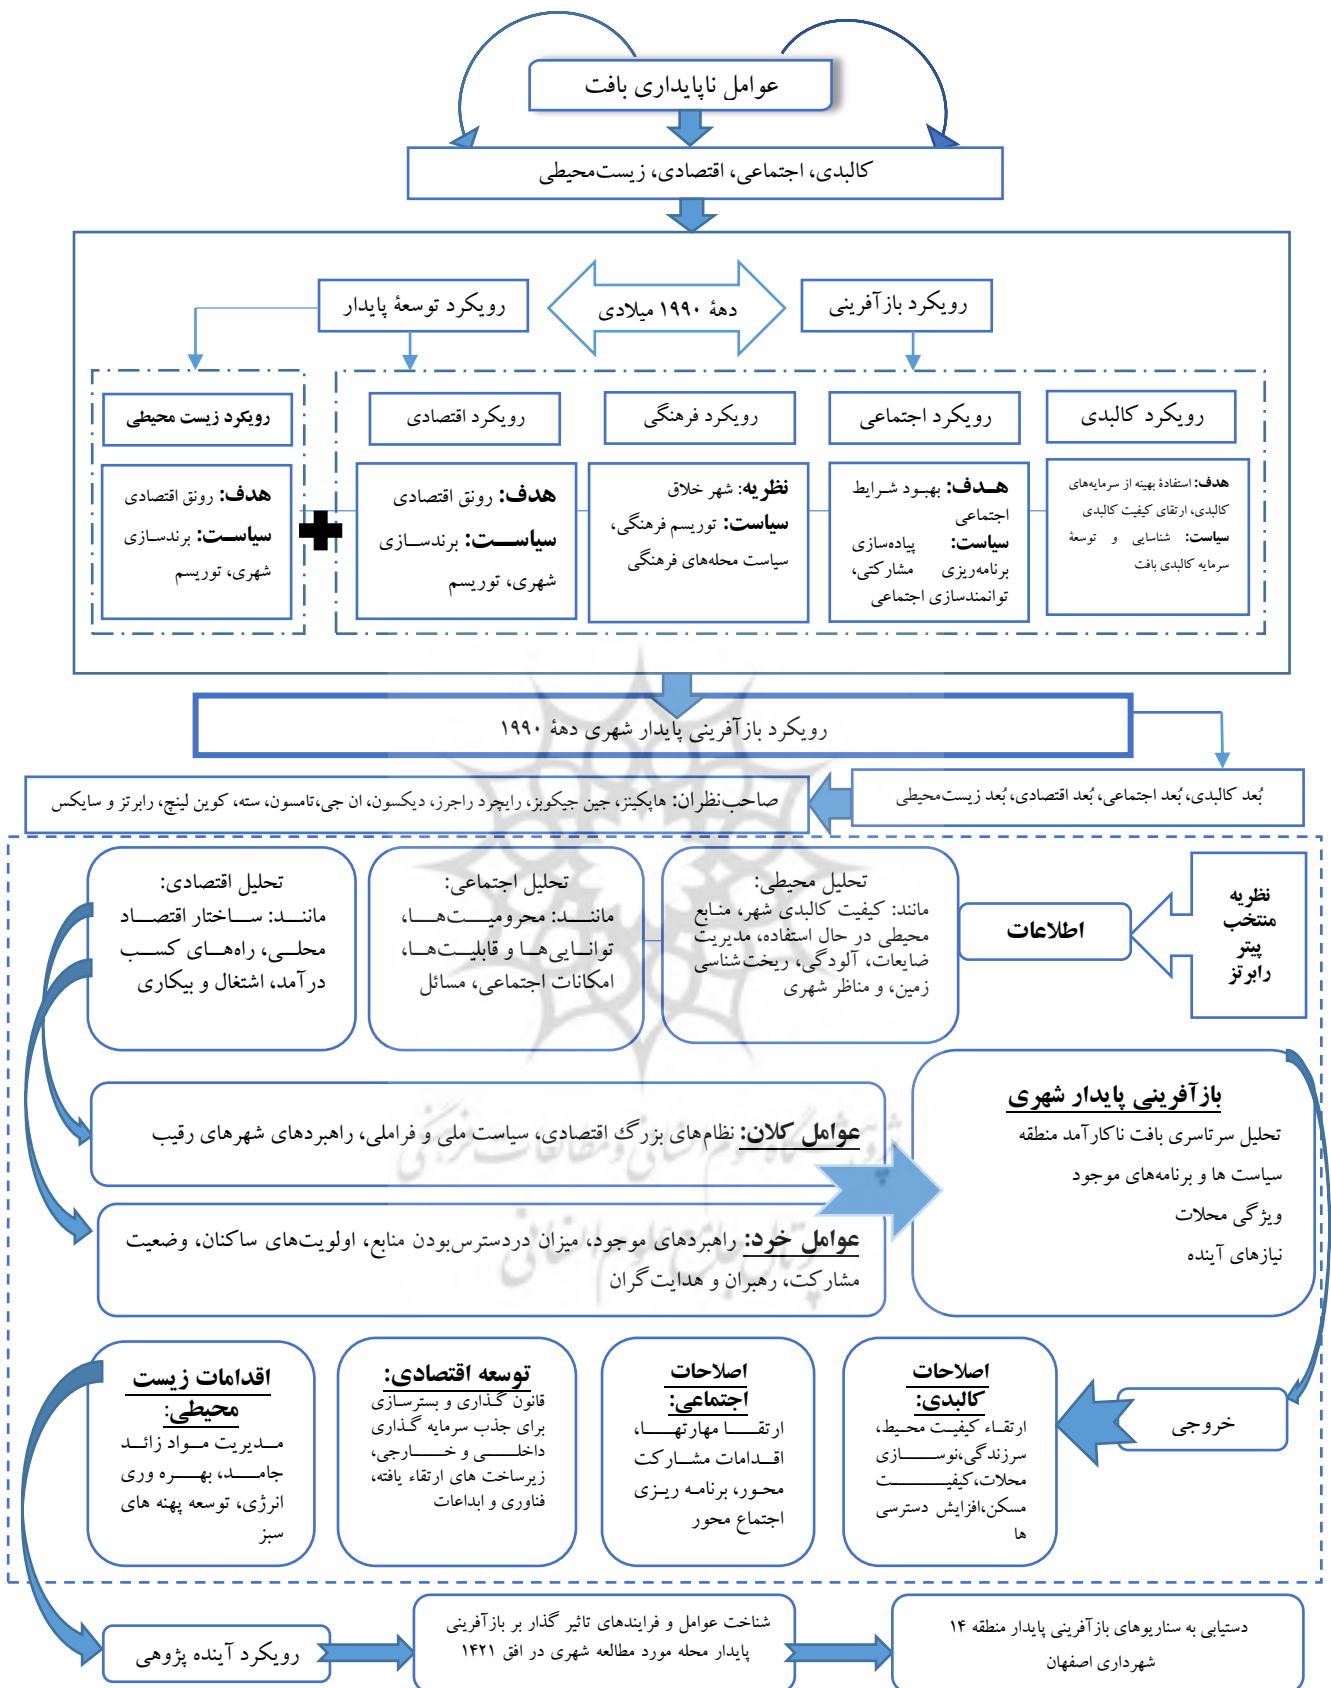 عوامل ناپایداری بافت
کالبدی، اجتماعی، اقتصادی، زیست‌محیطی
رویکرد بازآفرینی
دههٔ ۱۹۹۰ میلادی
رویکرد توسعهٔ پایدار
رویکرد کالبدی
رویکرد اجتماعی
رویکرد فرهنگی
رویکرد اقتصادی
رویکرد زیست محیطی
هدف: استفادهٔ بهینه از سرمایه‌های
کالبدی، ارتقای کیفیت کالبدی
سیاست: شناسایی و توسعهٔ
سرمایه کالبدی بافت
هدف: بهبود شرایط
اجتماعی
سیاست: پیاده‌سازی
برنامه‌ریزی مشارکتی،
توانمندسازی اجتماعی
نظریه: شهر خلاق
سیاست: توریسم فرهنگی،
سیاست محله‌های فرهنگی
هدف: رونق اقتصادی
سیاست: برندسازی
شهری، توریسم
هدف: رونق اقتصادی
سیاست: برندسازی
شهری، توریسم
رویکرد بازآفرینی پایدار شهری دههٔ ۱۹۹۰
بُعد کالبدی، بُعد اجتماعی، بُعد اقتصادی، بُعد زیست‌محیطی
صاحب‌نظران: هاپکینز، جین جیکوبز، رایچرد راجرز، دیکسون، ان جی،تامسون، سته، کوین لینچ، رابرتز و سایکس
نظریه
منتخب
پیتر
رابرتز
اطلاعات
تحلیل محیطی:
مانند: کیفیت کالبدی شهر، منابع
محیطی در حال استفاده، مدیریت
ضایعات، آلودگی، ریخت‌شناسی
زمین، و مناظر شهری
تحلیل اجتماعی:
مانند: محرومیت‌ها،
توانایی‌ها و قابلیت‌ها،
امکانات اجتماعی، مسائل
تحلیل اقتصادی:
مانند: ساختار اقتصاد
محلی، راه‌های کسب
درآمد، اشتغال و بیکاری
عوامل کلان: نظام‌های بزرگ اقتصادی، سیاست ملی و فراملی، راهبردهای شهرهای رقیب
عوامل خرد: راهبردهای موجود، میزان دردسترس‌بودن منابع، اولویت‌های ساکنان، وضعیت
مشارکت، رهبران و هدایت‌گران
بازآفرینی پایدار شهری
تحلیل سرتاسری بافت ناکارآمد منطقه
سیاست ها و برنامه‌های موجود
ویژگی محلات
نیازهای آینده
پژوهشگاه علوم انسانی و مطالعات فرهنگی
پرتال جامع علوم انسانی
خروجی
اصلاحات
کالبدی:
ارتقاء کیفیت محیط،
سرزندگی،نوسازی
محلات،کیفیت
مسکن،افزایش دسترسی
ها
اصلاحات
اجتماعی:
ارتقا مهارتها،
اقدامات مشارکت
محور، برنامه ریزی
اجتماع محور
توسعه اقتصادی:
قانون گذاری و بسترسازی
برای جذب سرمایه گذاری
داخلی و خارجی،
زیرساخت های ارتقاء یافته،
فناوری و ابداعات
اقدامات زیست
محیطی:
مدیریت مواد زائد
جامد، بهره وری
انرژی، توسعه پهنه های
سبز
رویکرد آینده پژوهی
شناخت عوامل و فرایندهای تاثیر گذار بر بازآفرینی
پایدار محله مورد مطالعه شهری در افق ۱۴۲۱
دستیابی به سناریوهای بازآفرینی پایدار منطقه ۱۴
شهرداری اصفهان